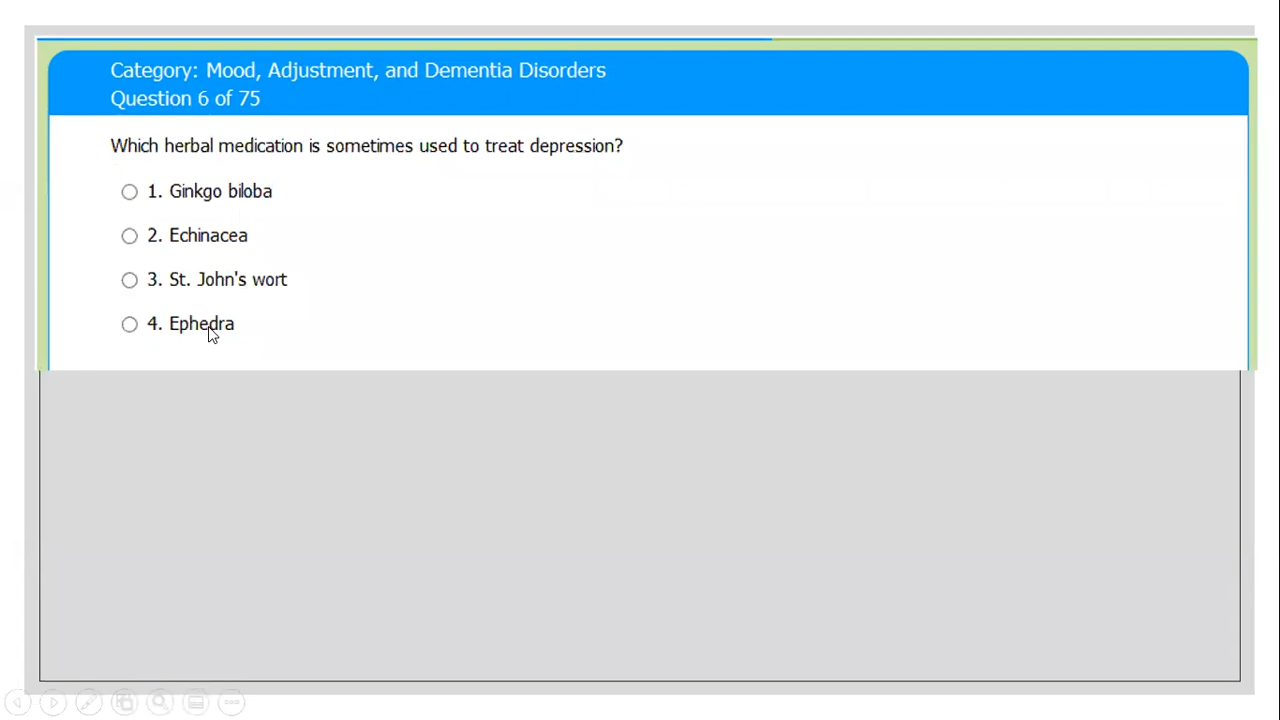 Category: Mood, Adjustment, and Dementia Disorders
Question 6 of 75
Which herbal medication is sometimes used to treat depression?
1. Ginkgo biloba
2. Echinacea
3. St. John's wort
4. Ephedra